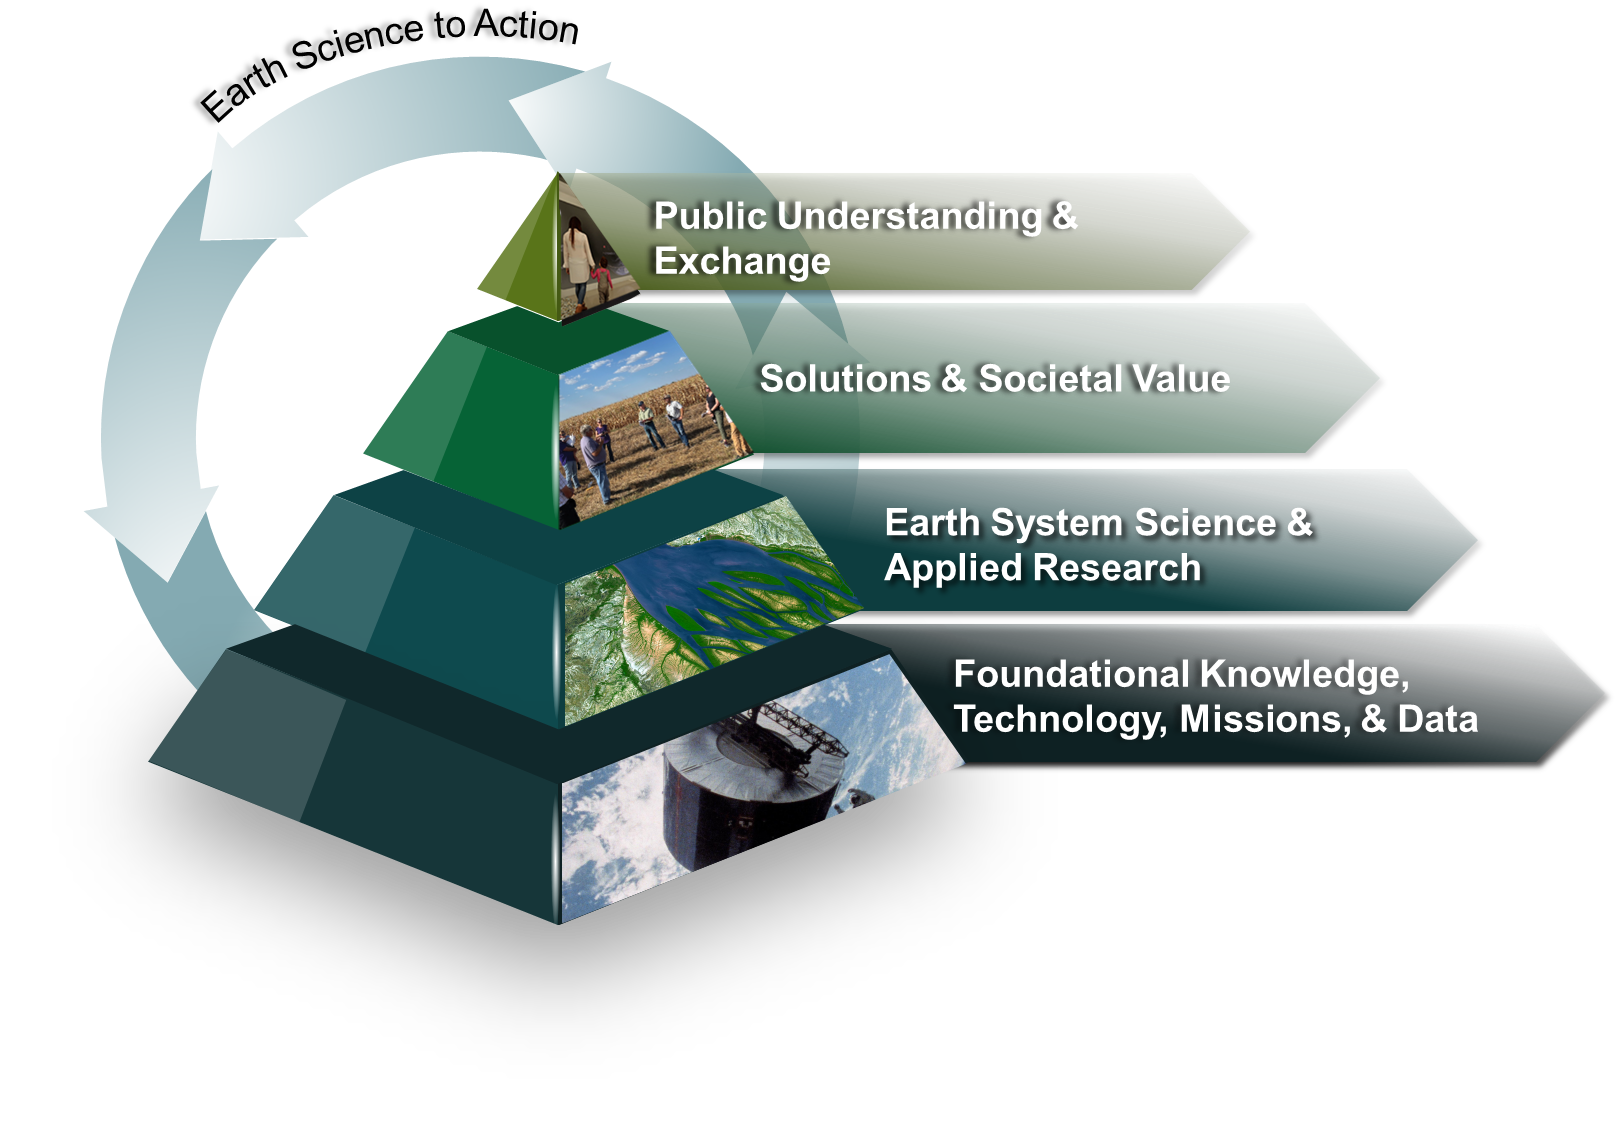 Earth Science to Action
Public Understanding &
Exchange
Solutions & Societal Value
Earth System Science &
Applied Research
Foundational Knowledge,
Technology, Missions, & Data